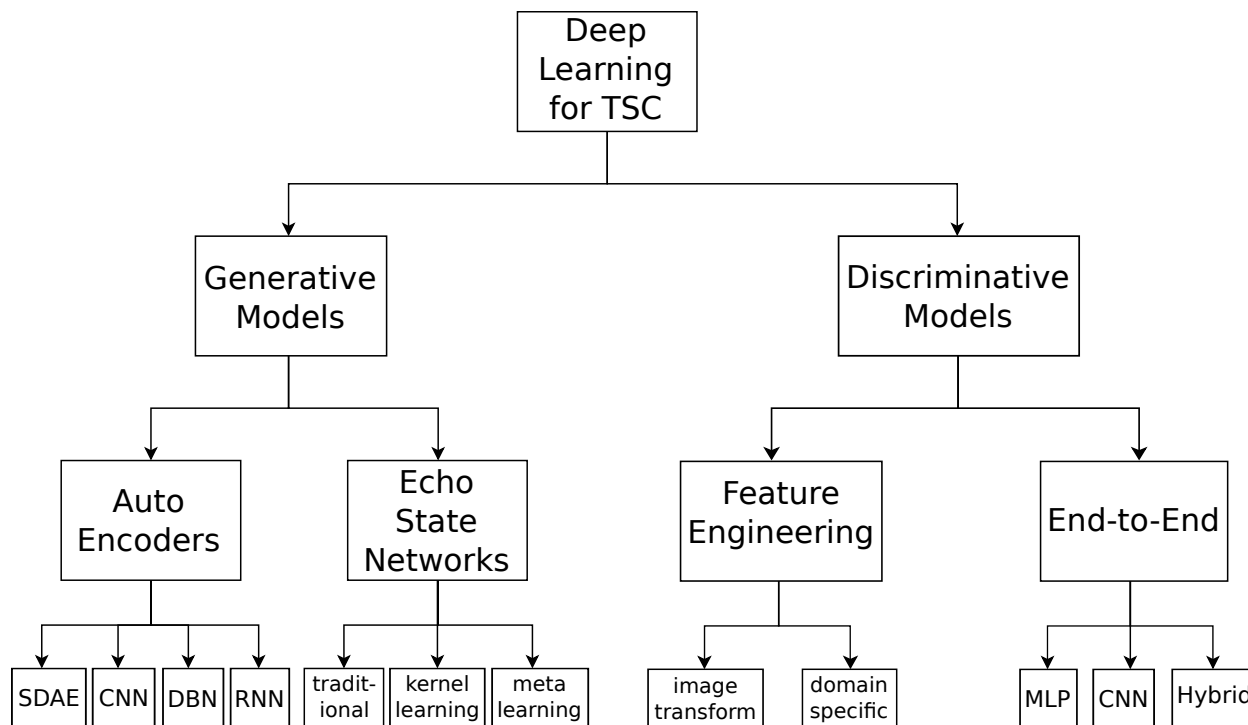 Deep
Learning
for TSC
Generative
Models
Discriminative
Models
Auto
Encoders
Echo
State
Networks
Feature
Engineering
End-to-End
SDAE
CNN
DBN
RNN
tradit-
ional
kernel
learning
meta
learning
image
transform
domain
specific
MLP
CNN
Hybrid